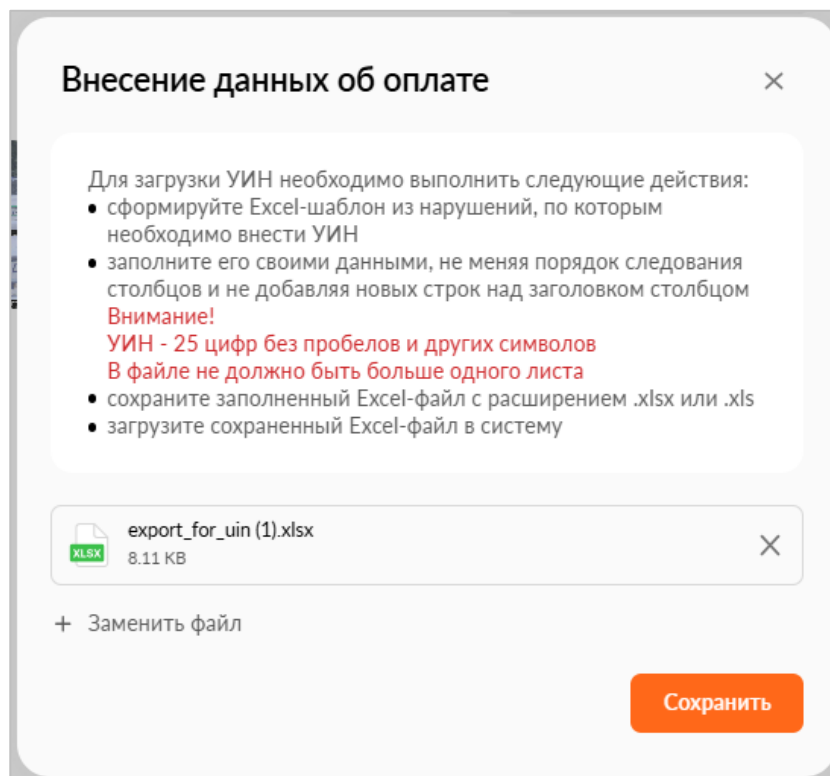 Внесение данных об оплате
Для загрузки УИН необходимо выполнить следующие действия:
• сформируйте Excel-шаблон из нарушений, по которым
необходимо внести УИН
• заполните его своими данными, не меняя порядок следования
столбцов и не добавляя новых строк над заголовком столбцом
Внимание!
УИН - 25 цифр без пробелов и других символов
В файле не должно быть больше одного листа
• сохраните заполненный Excel-файл с расширением .xlsx или .xls
• загрузите сохраненный Excel-файл в систему
export_for_uin (1).xlsx
XLSX
8.11 KB
+ Заменить файл
Сохранить